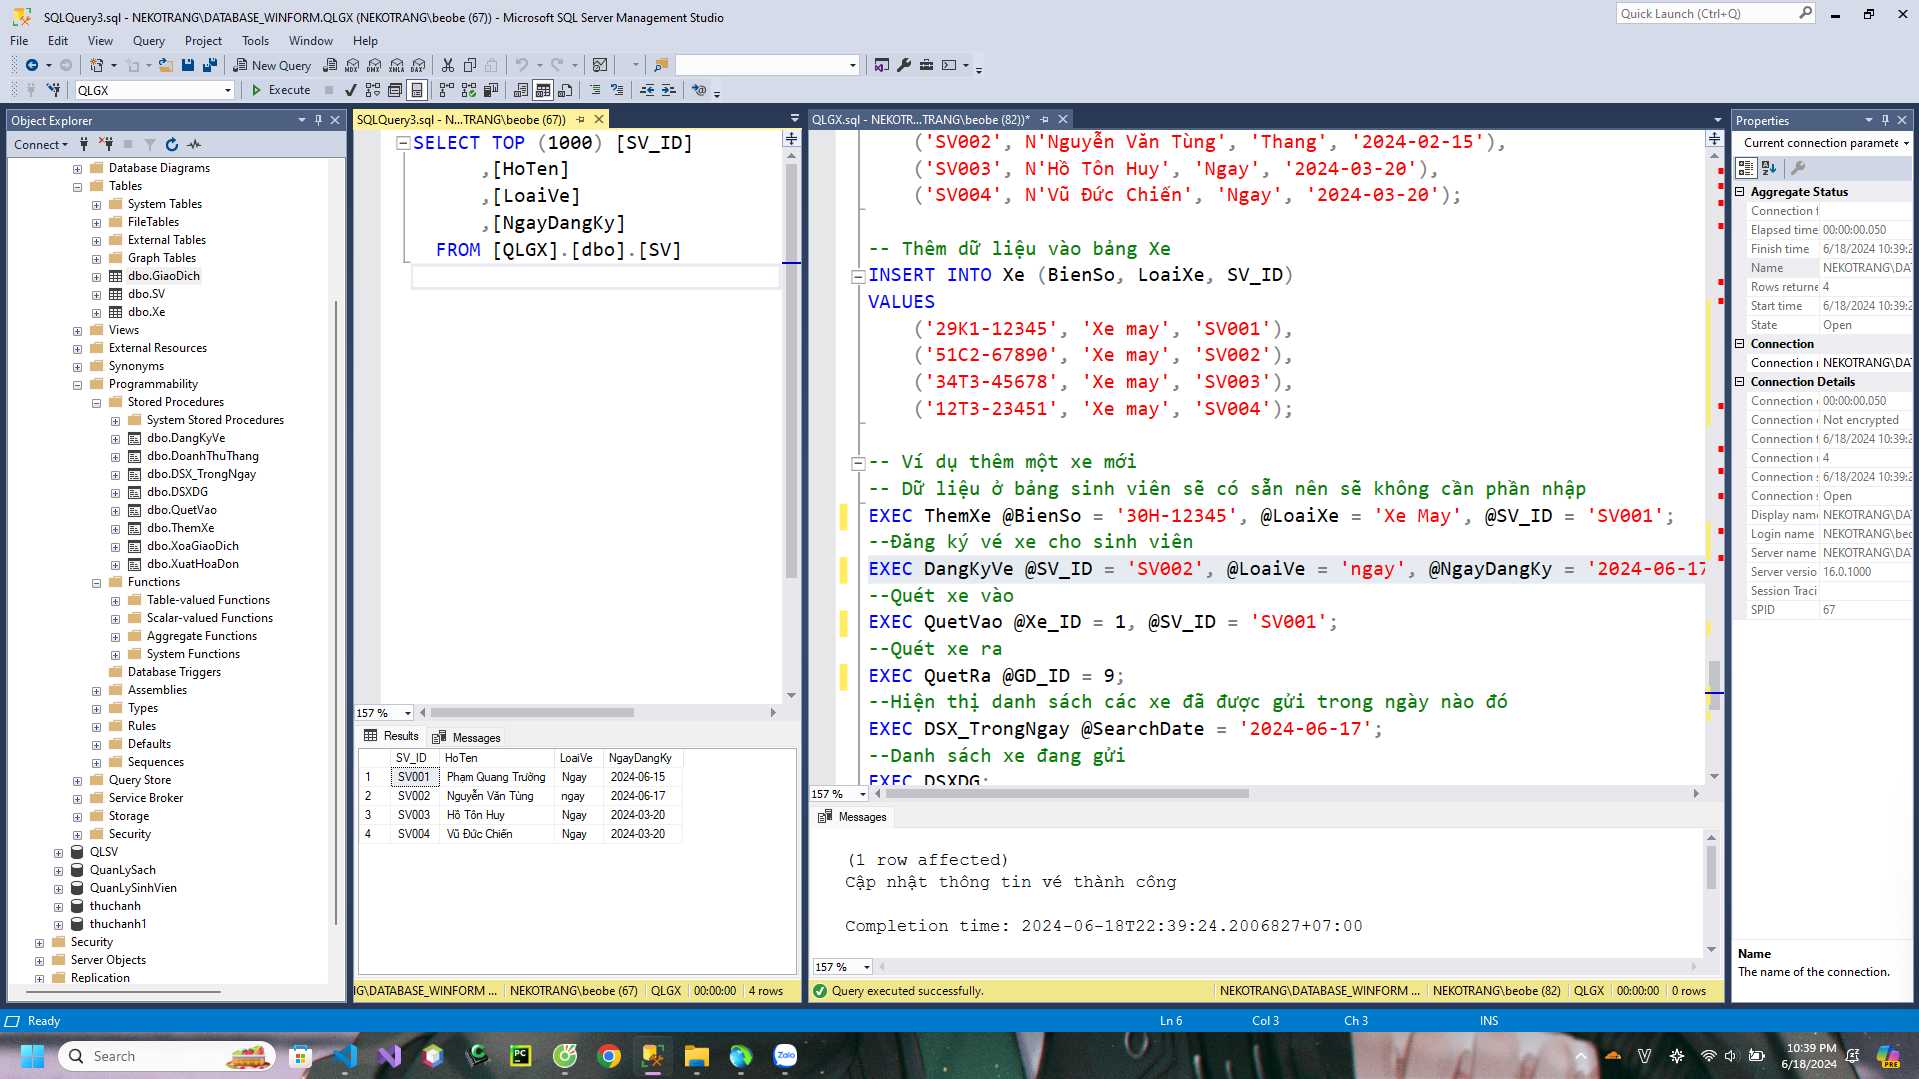 SQLQuery3.sql - NEKOTRANG\DATABASE_WINFORM.QLGX (NEKOTRANG\beobe (67)) - Microsoft SQL Server Management Studio
Quick Launch (Ctrl+Q)
File Edit View Query Project Tools Window Help
New Query
MDX DMX XMLA DAX
QLGX
Execute
Object Explorer
Connect
Database Diagrams
Tables
System Tables
FileTables
External Tables
Graph Tables
dbo.GiaoDich
dbo.SV
dbo.Xe
Views
External Resources
Synonyms
Programmability
Stored Procedures
System Stored Procedures
dbo.DangKyVe
dbo.DoanhThuThang
dbo.DSX_TrongNgay
dbo.DSXDG
dbo.QuetVao
dbo.ThemXe
dbo.XoaGiaoDich
dbo.XuatHoaDon
Functions
Table-valued Functions
Scalar-valued Functions
Aggregate Functions
System Functions
Database Triggers
Assemblies
Types
Rules
Defaults
Sequences
Query Store
Service Broker
Storage
Security
QLSV
QuanLySach
QuanLySinhVien
thuchanh
thuchanh1
Security
Server Objects
Replication
SQLQuery3.sql - N...TRANG\beobe (67))
SELECT TOP (1000) [SV_ID]
,[HoTen]
,[LoaiVe]
,[NgayDangKy]
FROM [QLGX].[dbo].[SV]
157 %
Results Messages
SV_ID HoTen LoaiVe NgayDangKy
1 SV001 Phạm Quang Trường Ngay 2024-06-15
2 SV002 Nguyễn Văn Tùng ngay 2024-06-17
3 SV003 Hồ Tôn Huy Ngay 2024-03-20
4 SV004 Vũ Đức Chiến Ngay 2024-03-20
IG\DATABASE_WINFORM ... NEKOTRANG\beobe (67) QLGX 00:00:00 4 rows
QLGX.sql - NEKOTR...TRANG\beobe (82))*
('SV002', N'Nguyễn Văn Tùng', 'Thang', '2024-02-15'),
('SV003', N'Hồ Tôn Huy', 'Ngay', '2024-03-20'),
('SV004', N'Vũ Đức Chiến', 'Ngay', '2024-03-20');
-- Thêm dữ liệu vào bảng Xe
INSERT INTO Xe (BienSo, LoaiXe, SV_ID)
VALUES
('29K1-12345', 'Xe may', 'SV001'),
('51C2-67890', 'Xe may', 'SV002'),
('34T3-45678', 'Xe may', 'SV003'),
('12T3-23451', 'Xe may', 'SV004');
-- Ví dụ thêm một xe mới
-- Dữ liệu ở bảng sinh viên sẽ có sẵn nên sẽ không cần phần nhập
EXEC ThemXe @BienSo = '30H-12345', @LoaiXe = 'Xe May', @SV_ID = 'SV001';
--Đăng ký vé xe cho sinh viên
EXEC DangKyVe @SV_ID = 'SV002', @LoaiVe = 'ngay', @NgayDangKy = '2024-06-17
--Quét xe vào
EXEC QuetVao @Xe_ID = 1, @SV_ID = 'SV001';
--Quét xe ra
EXEC QuetRa @GD_ID = 9;
--Hiện thị danh sách các xe đã được gửi trong ngày nào đó
EXEC DSX_TrongNgay @SearchDate = '2024-06-17';
--Danh sách xe đang gửi
EXEC DSXDG;
157 %
Messages
(1 row affected)
Cập nhật thông tin vé thành công
Completion time: 2024-06-18T22:39:24.2006827+07:00
157 %
Query executed successfully. NEKOTRANG\DATABASE_WINFORM ... NEKOTRANG\beobe (82) QLGX 00:00:00 0 rows
Properties
Current connection paramete
Aggregate Status
Connection f
Elapsed time 00:00:00.050
Finish time 6/18/2024 10:39:2
Name NEKOTRANG\DA
Rows returne 4
Start time 6/18/2024 10:39:2
State Open
Connection
Connection r NEKOTRANG\DA
Connection Details
Connection 00:00:00.050
Connection Not encrypted
Connection f 6/18/2024 10:39:2
Connection r 4
Connection s 6/18/2024 10:39:2
Connection s Open
Display name NEKOTRANG\DA
Login name NEKOTRANG\beo
Server name NEKOTRANG\DA
Server versio 16.0.1000
Session Traci
SPID 67
Name
The name of the connection.
Ready Ln 6 Col 3 Ch 3 INS
Search
PC
Zalo
10:39 PM
6/18/2024
PRE